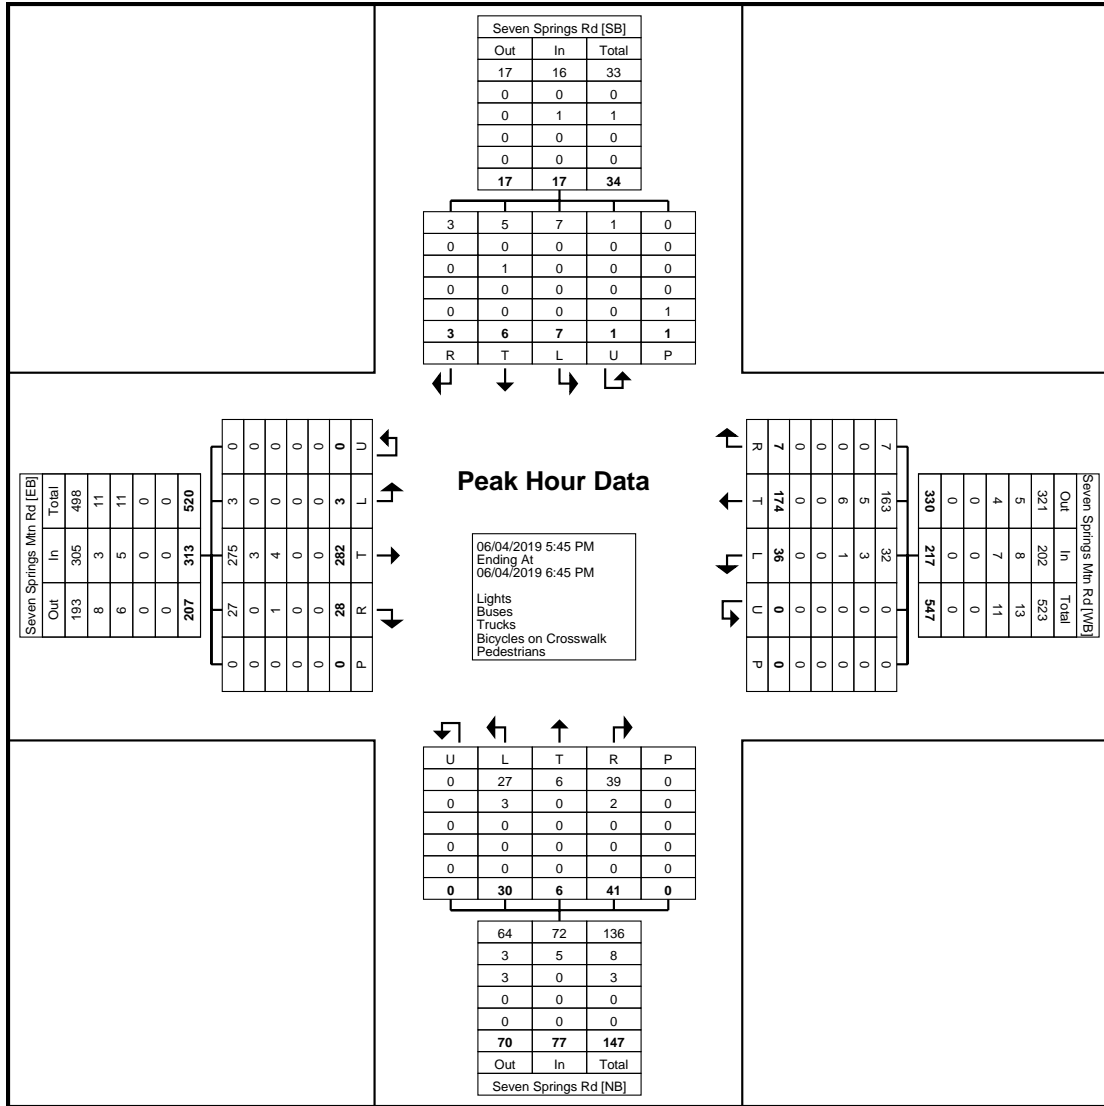 Seven Springs Rd [SB]
Out In Total
17 16 33
0 0 0
0 1 1
0 0 0
0 0 0
17 17 34
3 5 7 1 0
0 0 0 0 0
0 1 0 0 0
0 0 0 0 0
0 0 0 0 1
3 6 7 1 1
R T L U P
Seven Springs Mtn Rd [EB]
Out In Total
193 305 498
8 3 11
6 5 11
0 0 0
0 0 0
207 313 520
0 27 275 3 0
0 0 3 0 0
0 1 4 0 0
0 0 0 0 0
0 0 0 0 0
0 28 282 3 0
P R T L U
Peak Hour Data
06/04/2019 5:45 PM
Ending At
06/04/2019 6:45 PM
Lights
Buses
Trucks
Bicycles on Crosswalk
Pedestrians
Seven Springs Mtn Rd [WB]
Out In Total
321 202 523
5 8 13
4 7 11
0 0 0
0 0 0
330 217 547
7 163 32 0 0
0 5 3 0 0
0 6 1 0 0
0 0 0 0 0
0 0 0 0 0
7 174 36 0 0
R T L U P
U L T R P
0 27 6 39 0
0 3 0 2 0
0 0 0 0 0
0 0 0 0 0
0 0 0 0 0
0 30 6 41 0
64 72 136
3 5 8
3 0 3
0 0 0
0 0 0
70 77 147
Out In Total
Seven Springs Rd [NB]